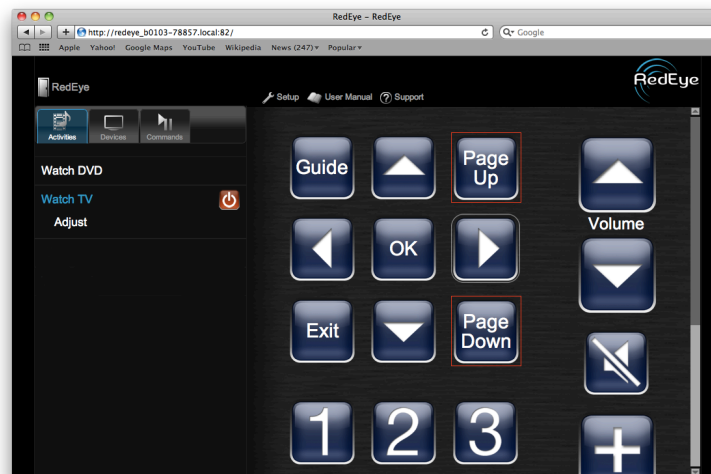 RedEye – RedEye
http://redeye_b0103-78857.local:82/
Google
Apple Yahoo! Google Maps YouTube Wikipedia News (247) Popular
RedEye
RedEye
Setup User Manual Support
Activities Devices Commands
Watch DVD
Watch TV
Adjust
Guide
Page
Up
Volume
OK
Exit
Page
Down
1 2 3